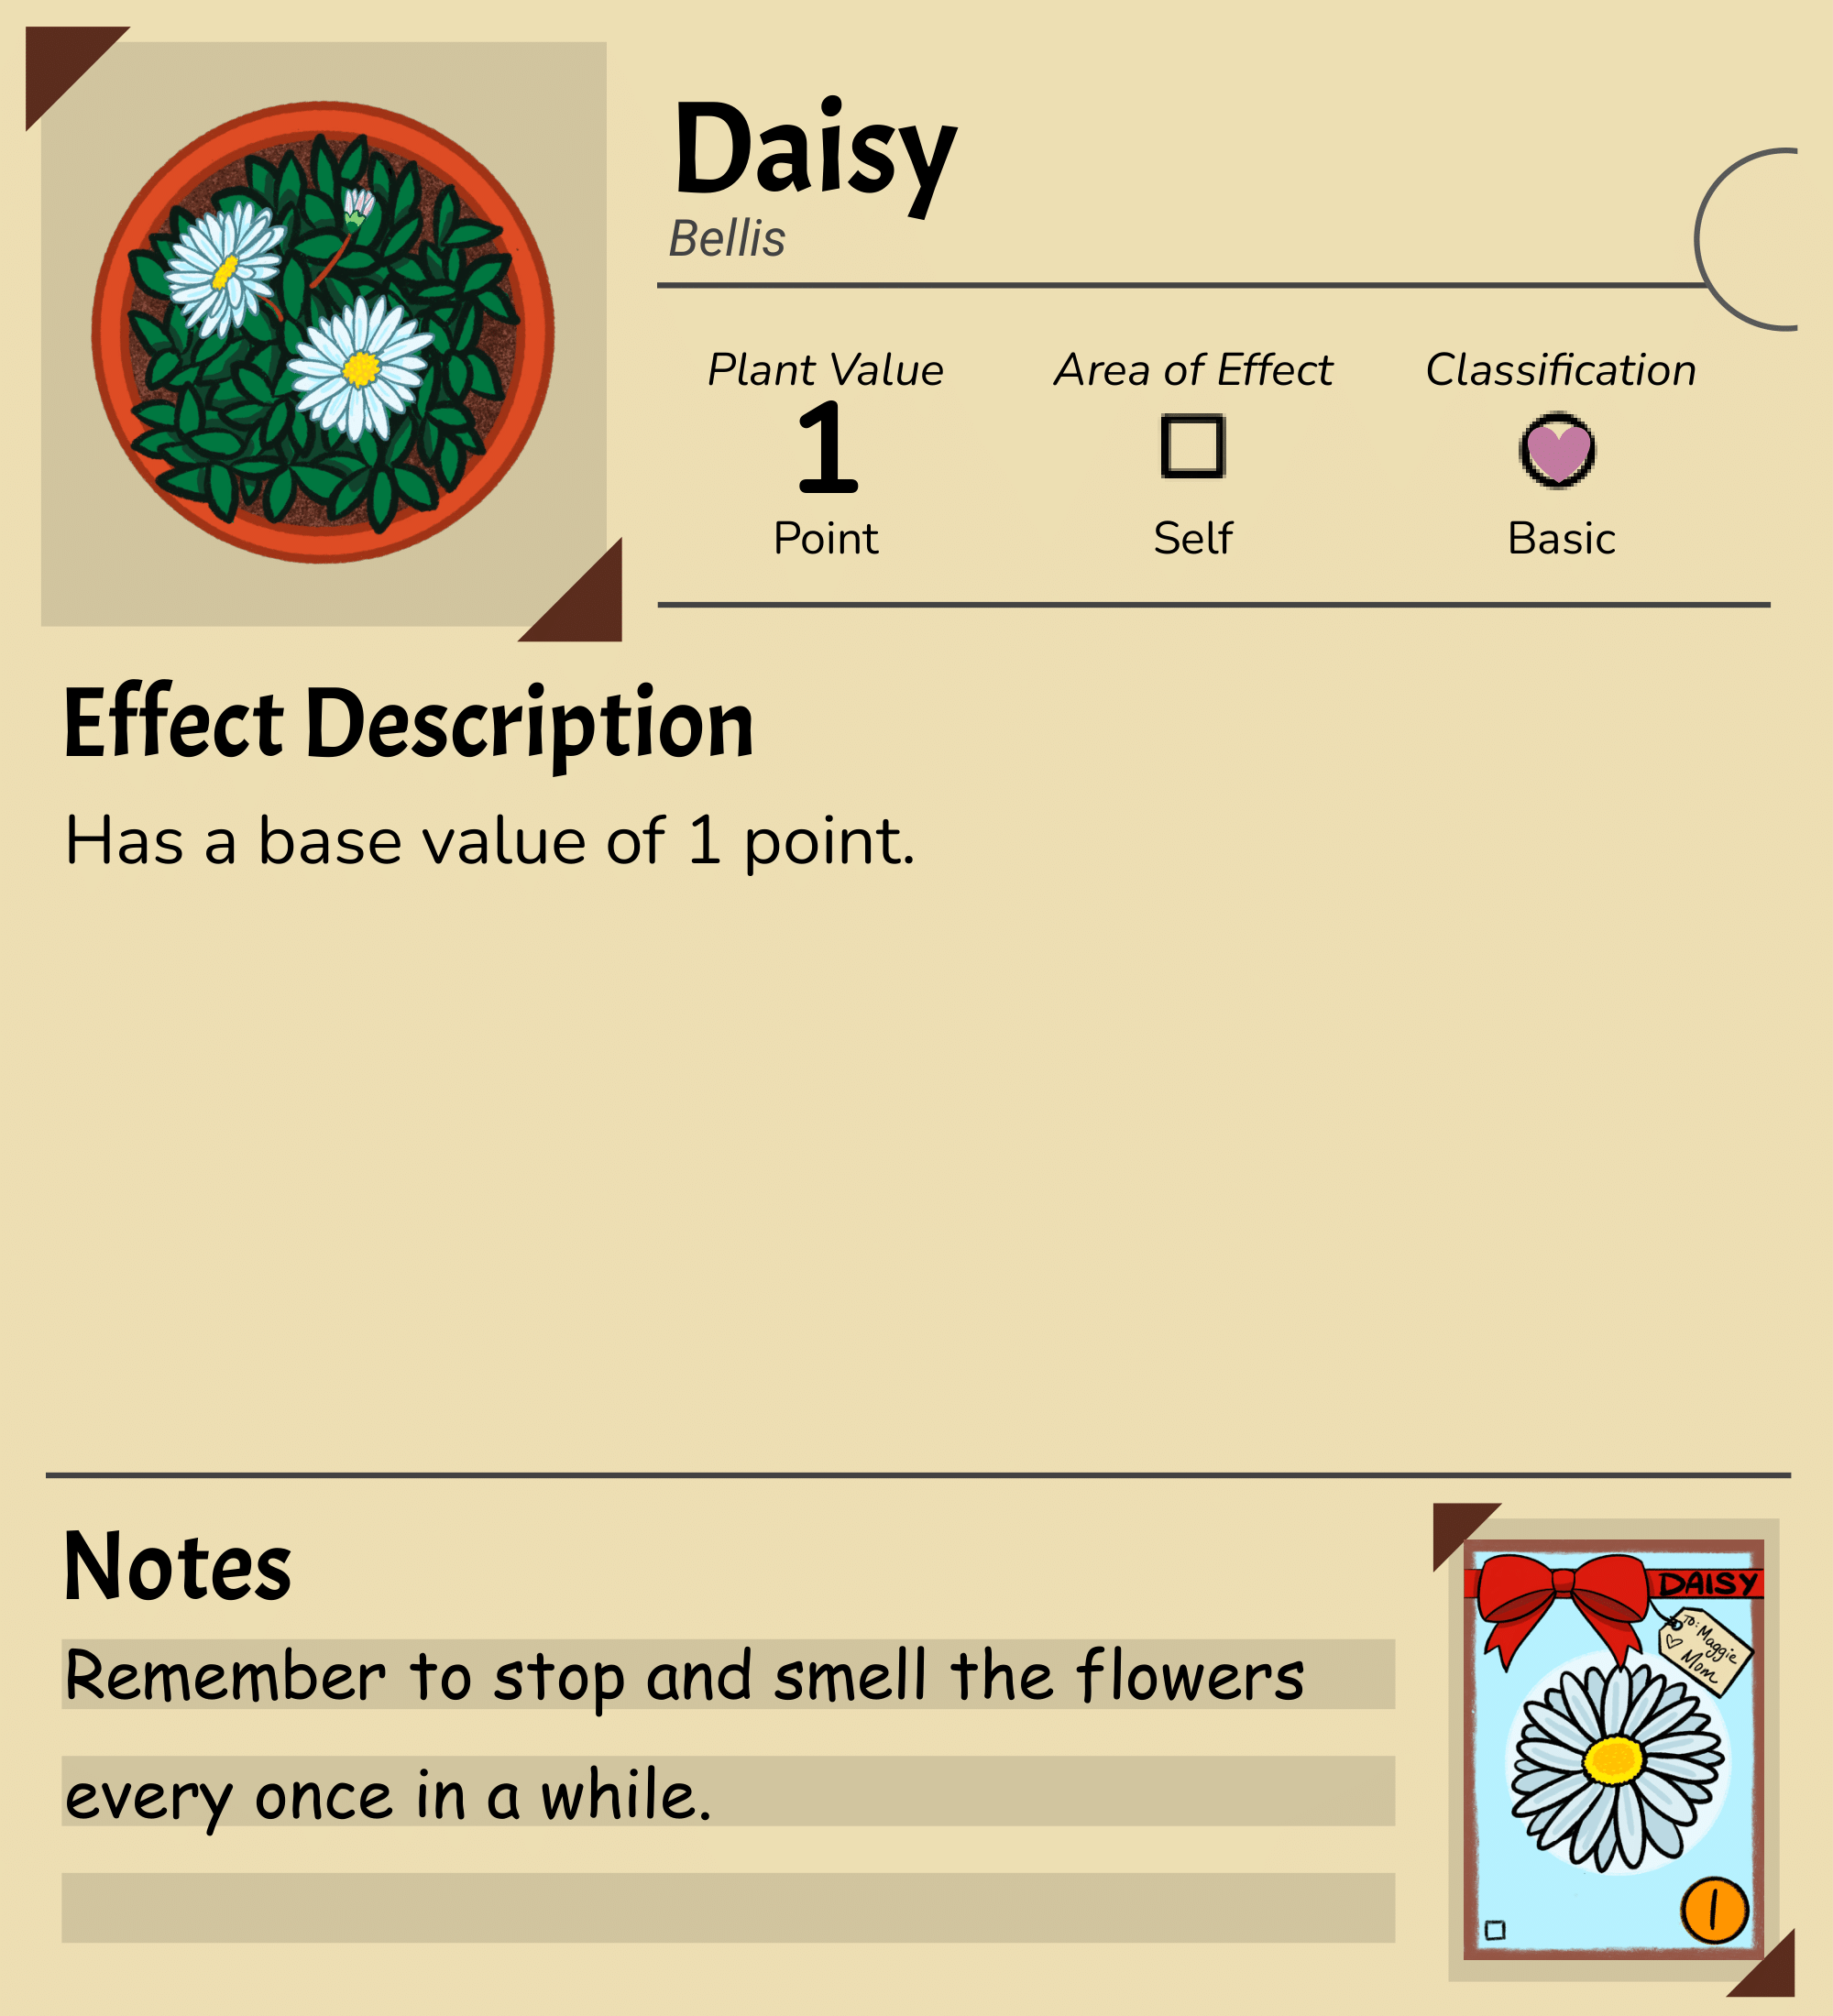 Daisy
Bellis
Plant Value
Area of Effect
Classification
1
Point
Self
Basic
Effect Description
Has a base value of 1 point.
Notes
Remember to stop and smell the flowers
every once in a while.
DAISY
To: Maggie
Mom
1